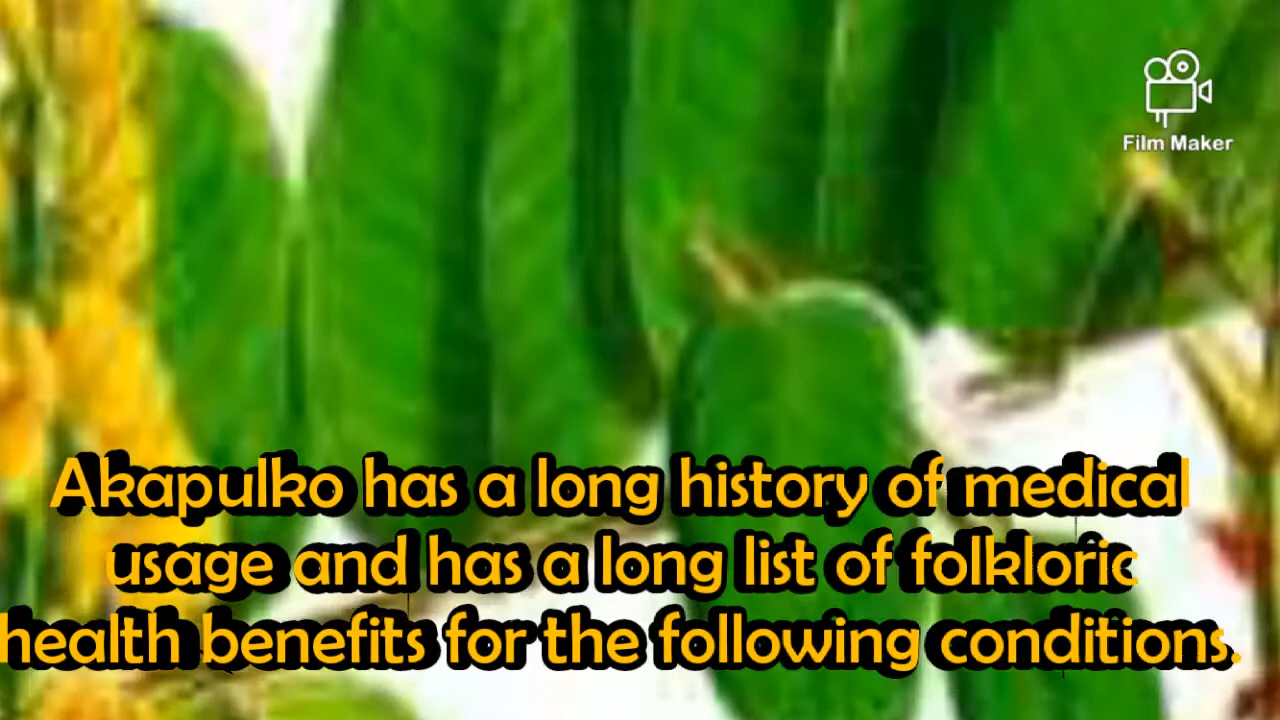 Film Maker
Akapulko has a long history of medical
usage and has a long list of folkloric
health benefits for the following conditions.